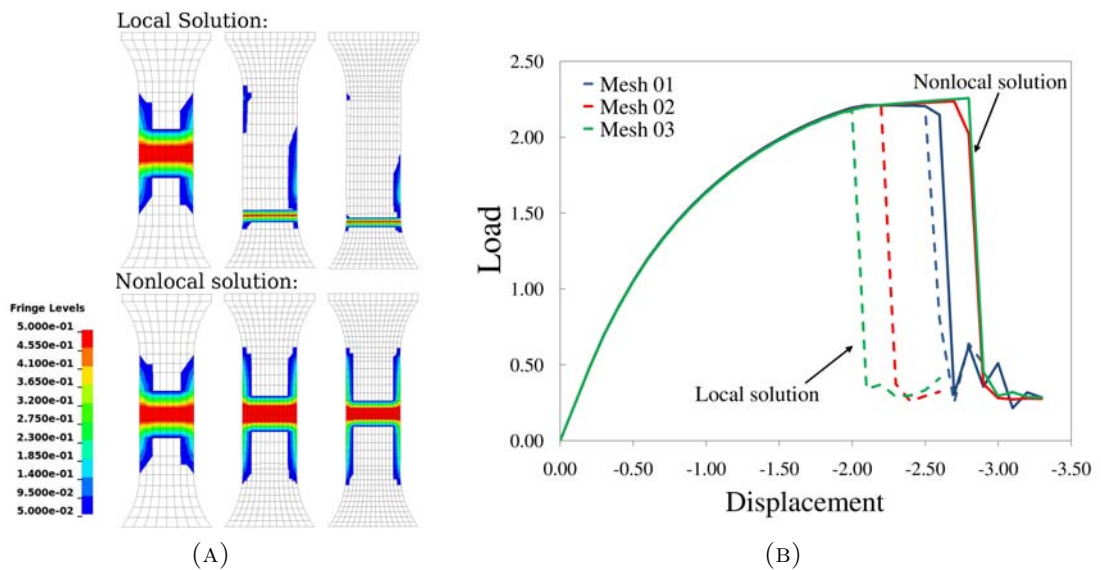 Local Solution:
Nonlocal solution:
Fringe Levels
5.000e-01
4.550e-01
4.100e-01
3.650e-01
3.200e-01
2.750e-01
2.300e-01
1.850e-01
1.400e-01
9.500e-02
5.000e-02
(A)
2.50
2.00
1.50
1.00
0.50
0.00
Load
Mesh 01
Mesh 02
Mesh 03
Nonlocal solution
Local solution
0.00 -0.50 -1.00 -1.50 -2.00 -2.50 -3.00 -3.50
Displacement
(B)